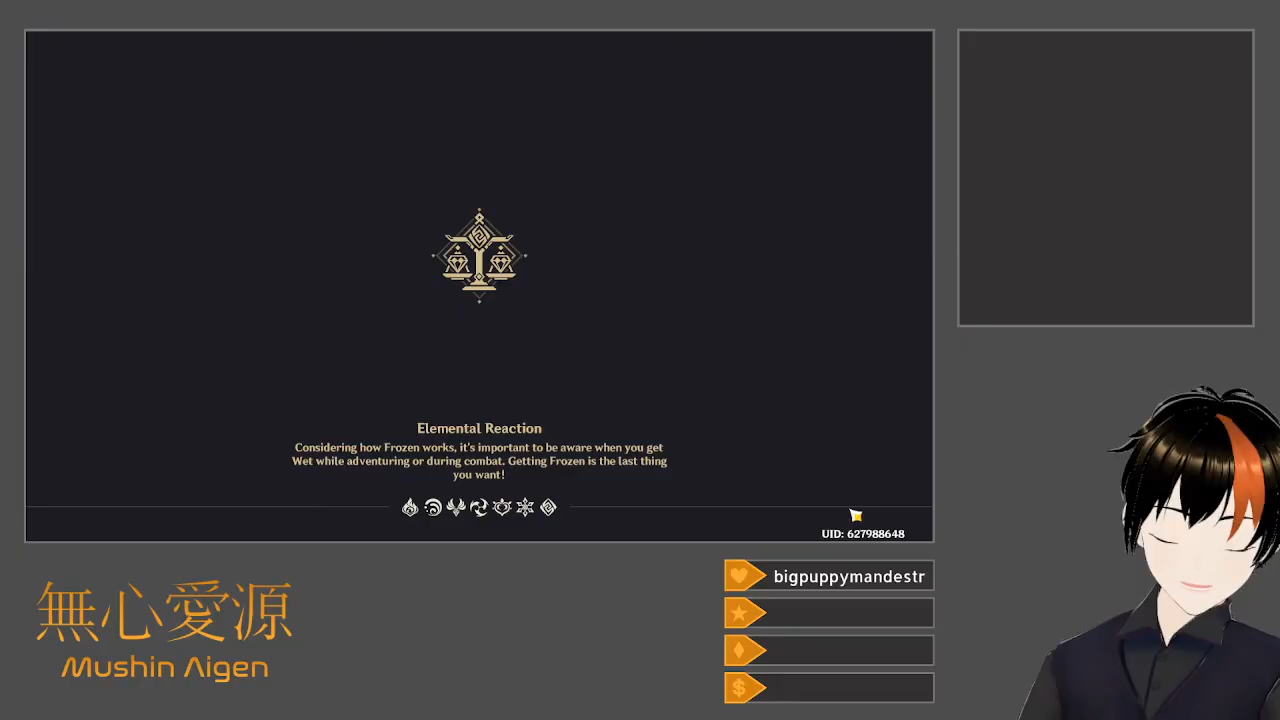 Elemental Reaction
Considering how Frozen works, it's important to be aware when you get
Wet while adventuring or during combat. Getting Frozen is the last thing
you want!
UID: 627988648
bigpuppymandestr
無心愛源
Mushin Aigen